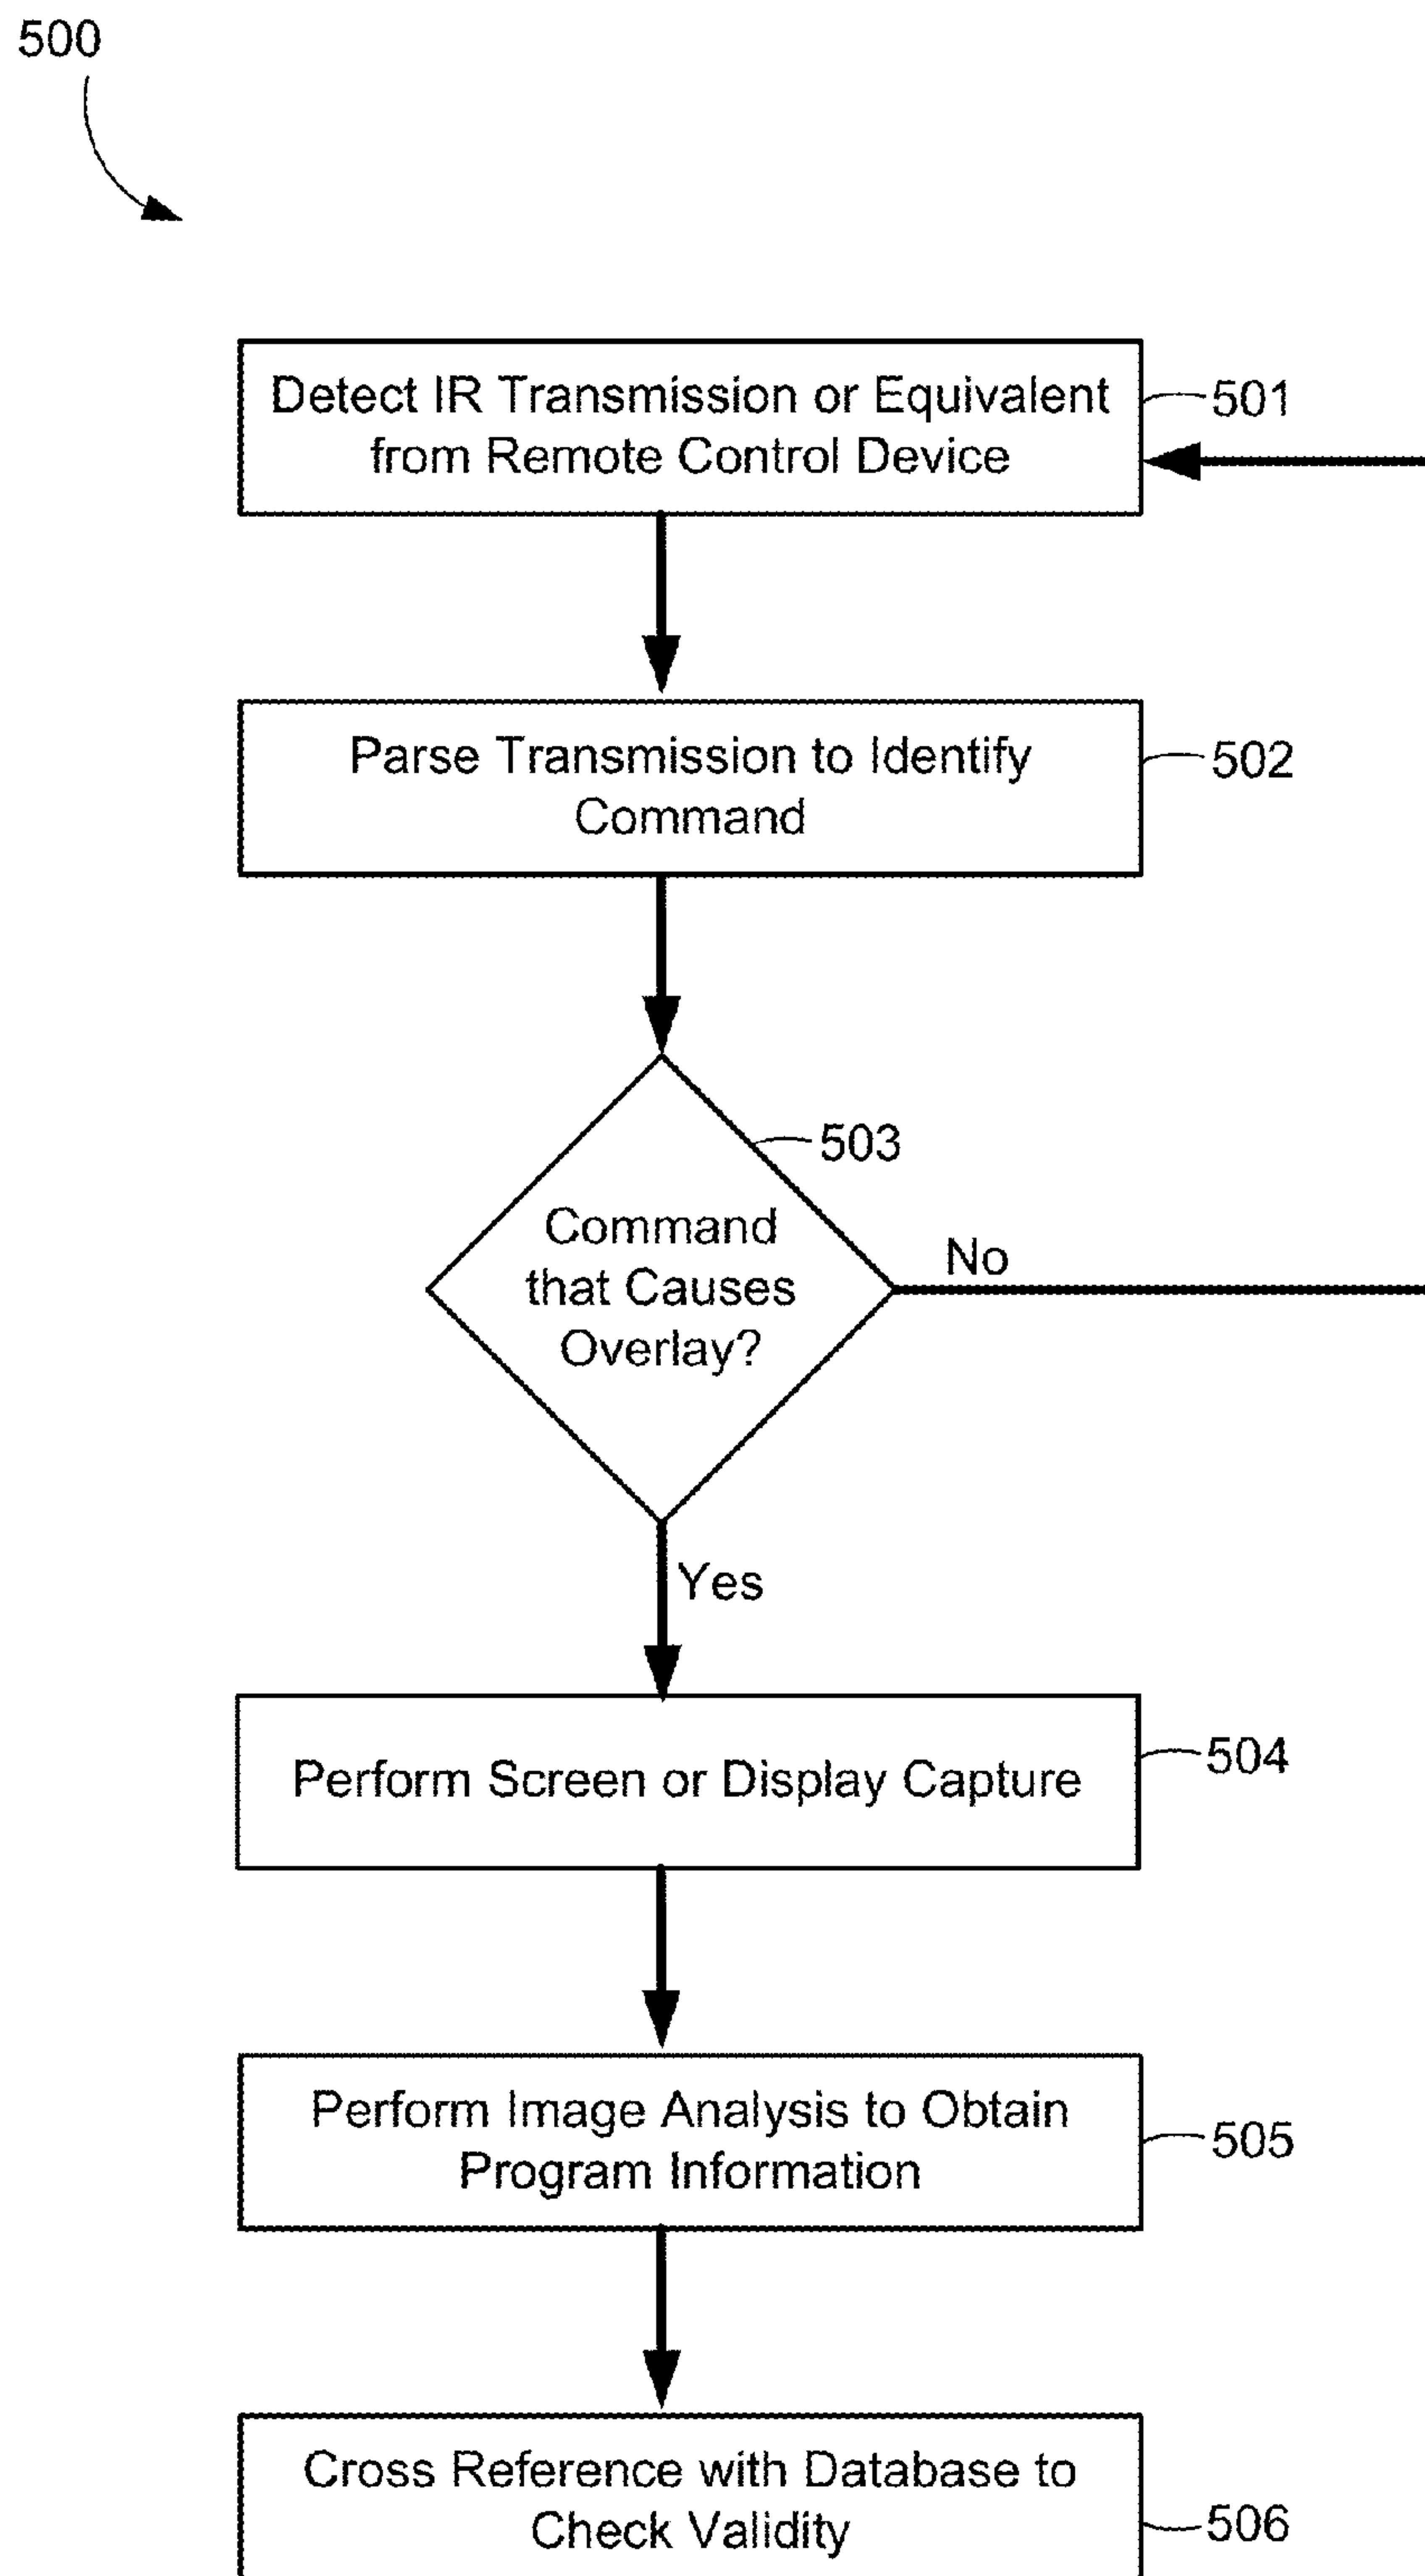 500
Detect IR Transmission or Equivalent
from Remote Control Device
501
Parse Transmission to Identify
Command
502
503
Command
that Causes
Overlay?
No
Yes
Perform Screen or Display Capture
504
Perform Image Analysis to Obtain
Program Information
505
Cross Reference with Database to
Check Validity
506